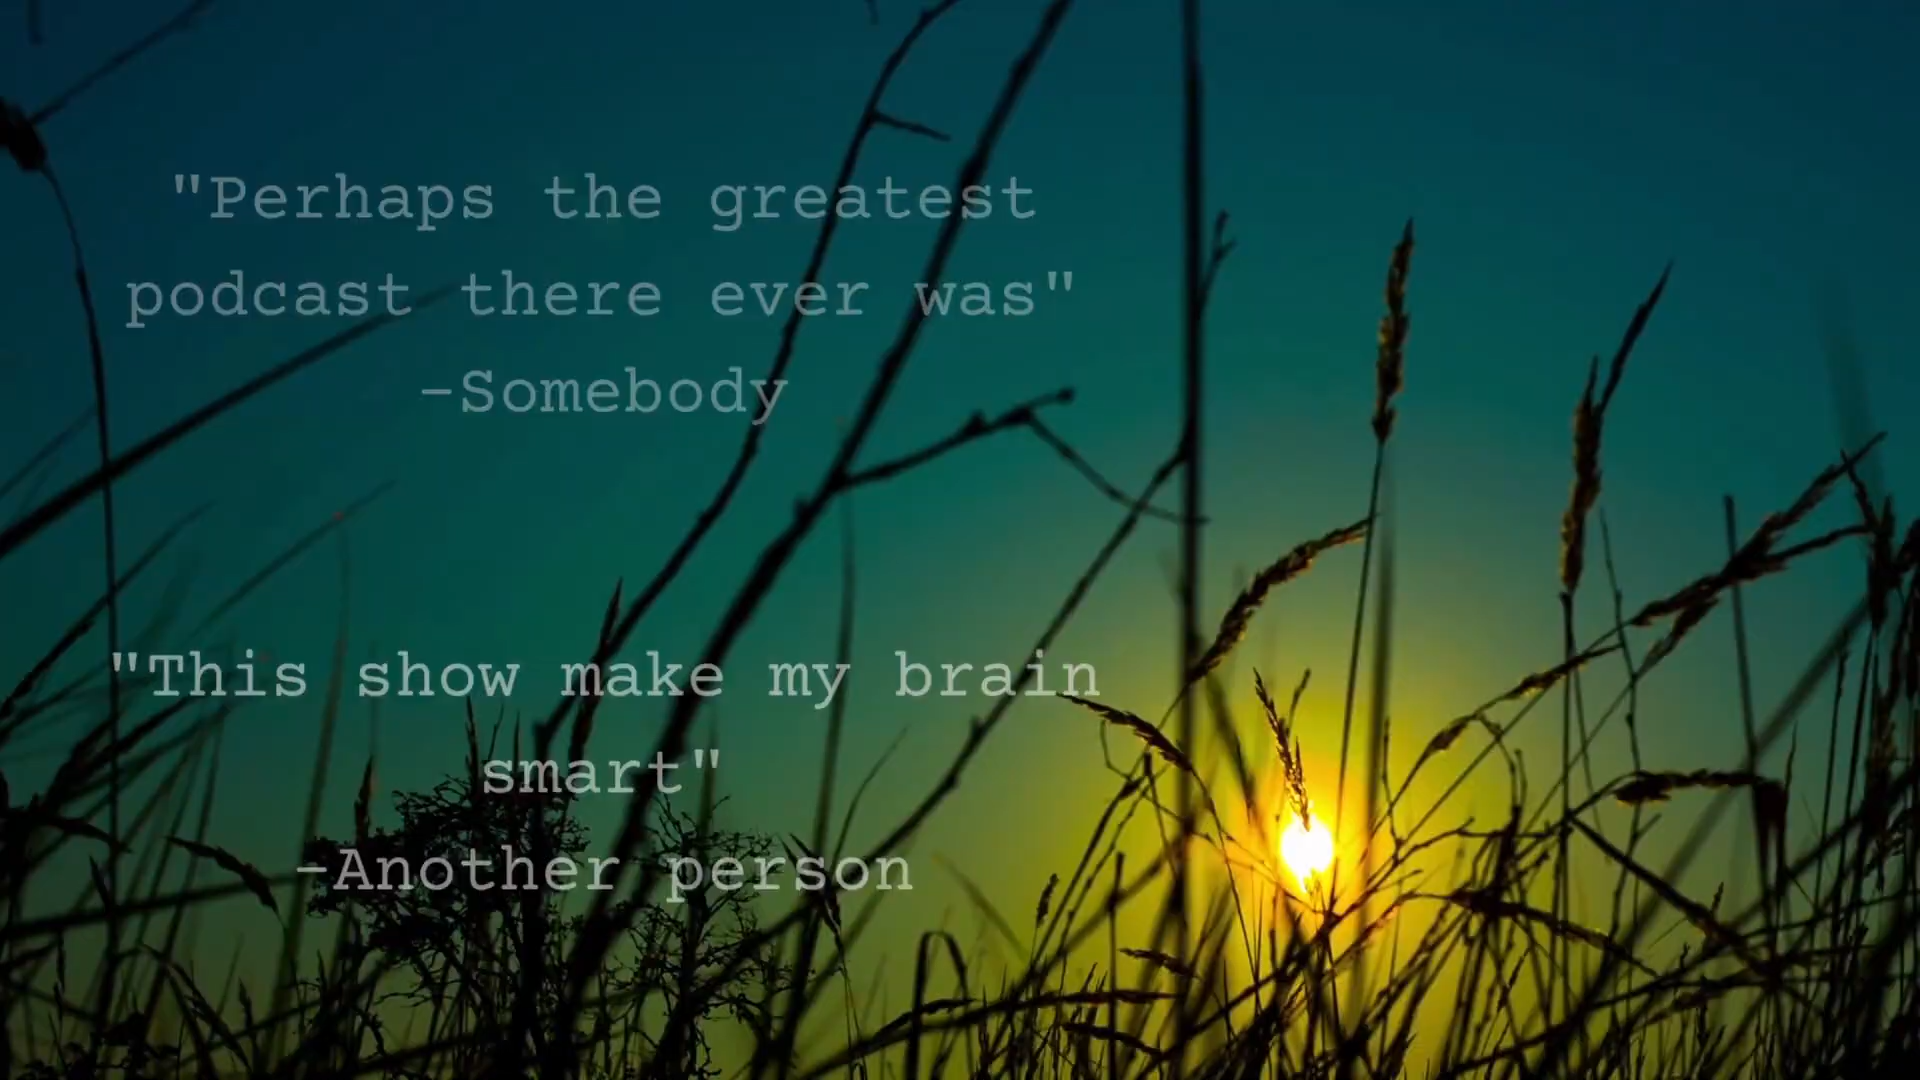 "Perhaps the greatest
podcast there ever was"
-Somebody
"This show make my brain
smart"
-Another person